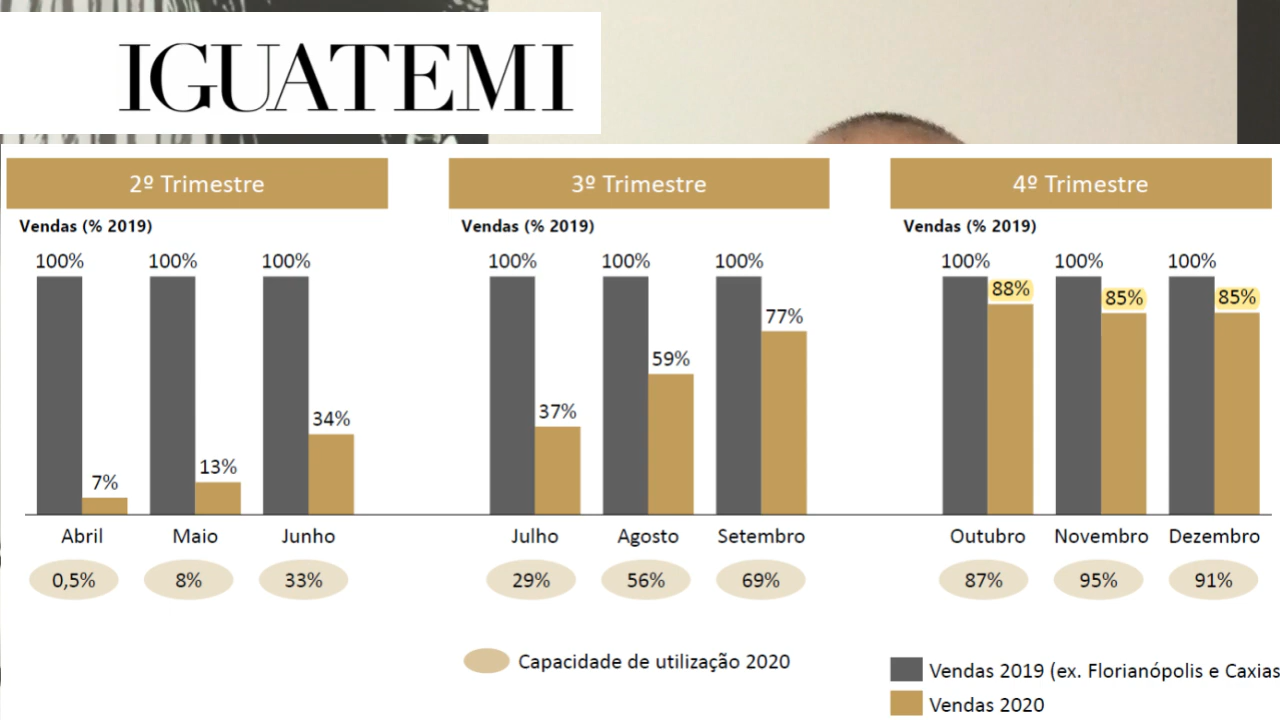 IGUATEMI
2º Trimestre
Vendas (% 2019)
100% 100% 100%
7% 13% 34%
Abril Maio Junho
0,5% 8% 33%
3º Trimestre
Vendas (% 2019)
100% 100% 100%
37% 59% 77%
Julho Agosto Setembro
29% 56% 69%
4º Trimestre
Vendas (% 2019)
100% 100% 100%
88% 85% 85%
Outubro Novembro Dezembro
87% 95% 91%
Capacidade de utilização 2020
Vendas 2019 (ex. Florianópolis e Caxias
Vendas 2020